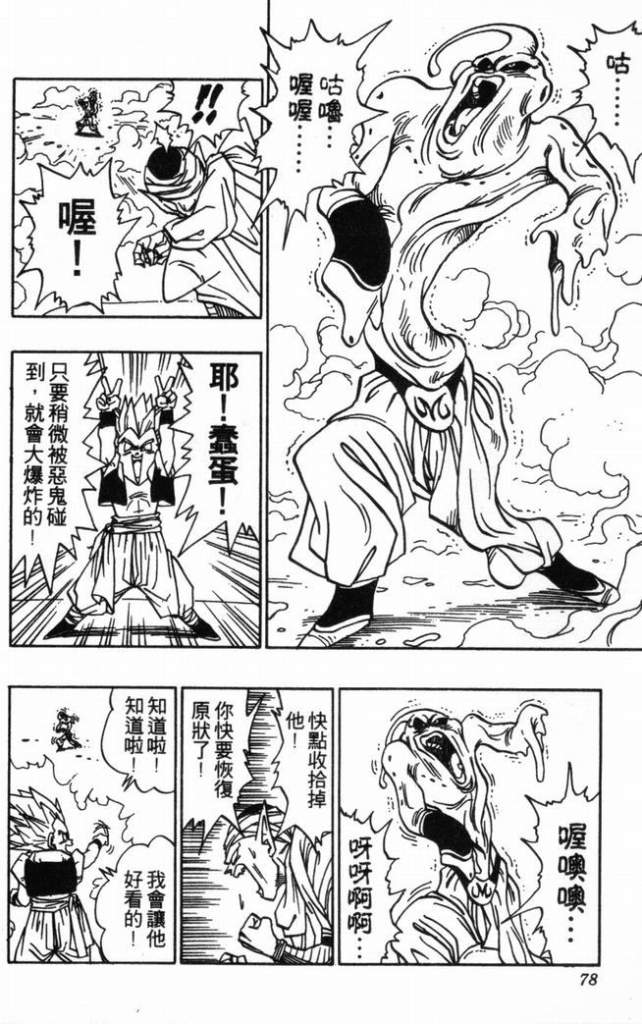 咕……
咕嚕…
喔喔……
!!
喔！
耶！蠢蛋！
只要稍微被惡鬼碰
到，就會大爆炸的！
喔噢噢…
呀呀啊啊…
快點收拾掉
他！
你快要恢復
原狀了！
知道啦！
知道啦！
我會讓他
好看的！
78